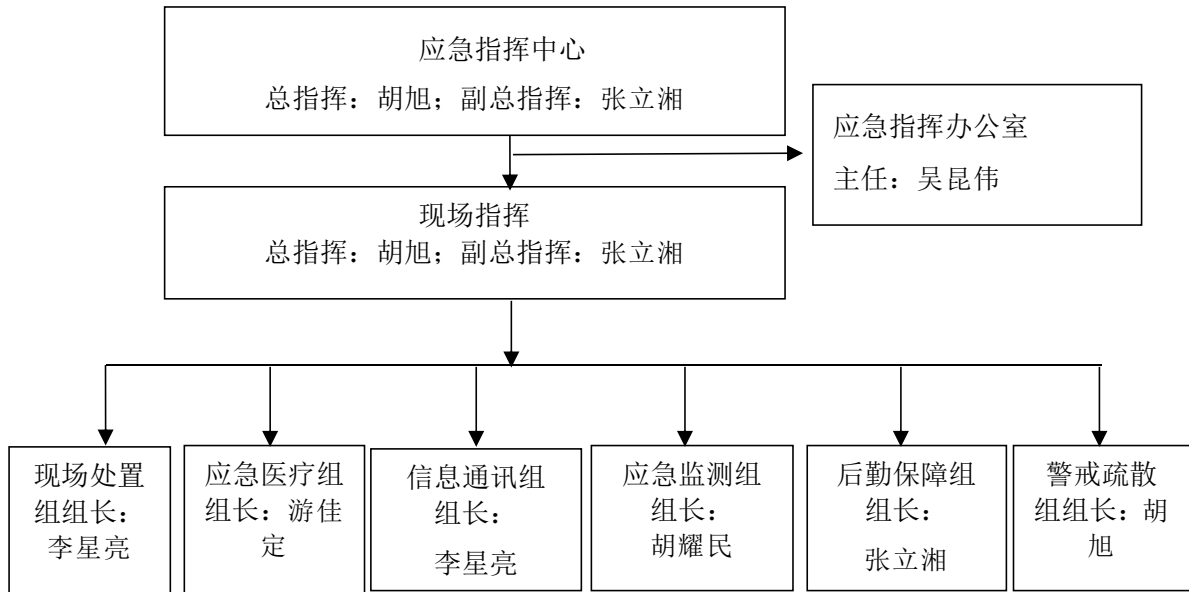 应急指挥中心
总指挥：胡旭；副总指挥：张立湘
应急指挥办公室
主任：吴昆伟
现场指挥
总指挥：胡旭；副总指挥：张立湘
现场处置
组组长：
李星亮
应急医疗组
组长：游佳
定
信息通讯组
组长：
李星亮
应急监测组
组长：
胡耀民
后勤保障组
组长：
张立湘
警戒疏散
组组长：胡
旭